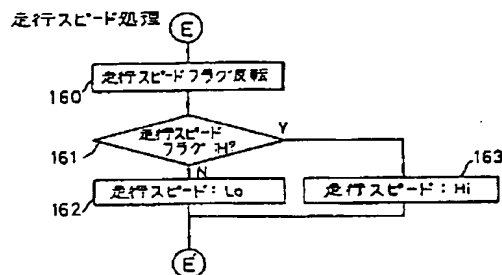 走行スピード処理
E
走行スピードフラグ反転
160
走行スピード
フラグ:H?
Y
161
N
163
走行スピード:Lo
走行スピード:Hi
162
E'